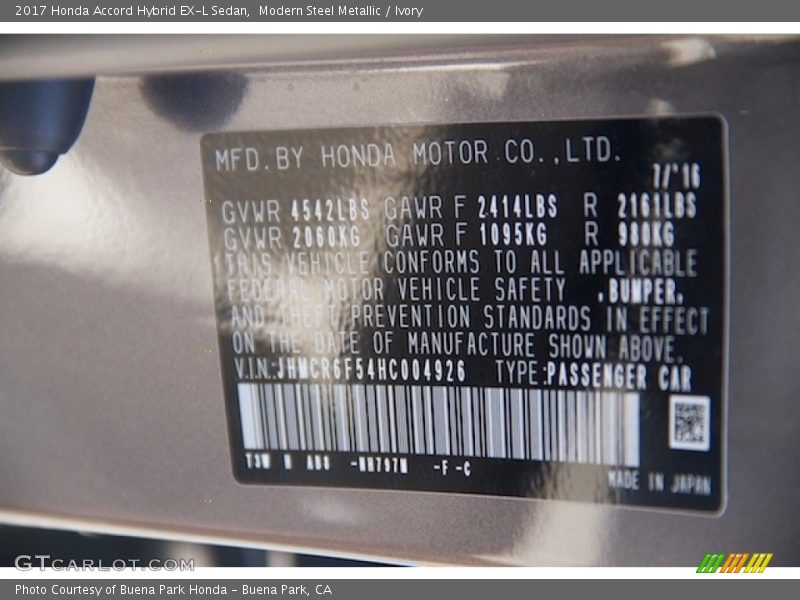 2017 Honda Accord Hybrid EX-L Sedan,  Modern Steel Metallic / Ivory
MFD.BY HONDA MOTOR CO.,LTD.
7/'16
GVWR 4542LBS GAWR F 2414LBS R 2161LBS
GVWR 2060KG GAWR F 1095KG R 980KG
THIS VEHICLE CONFORMS TO ALL APPLICABLE
FEDERAL MOTOR VEHICLE SAFETY ,BUMPER,
AND THEFT PREVENTION STANDARDS IN EFFECT
ON THE DATE OF MANUFACTURE SHOWN ABOVE.
V.I.N:JHMCR6F54HC004926 TYPE:PASSENGER CAR
-F -C
MADE IN JAPAN
GTCARLOT.COM
Photo Courtesy of Buena Park Honda - Buena Park, CA